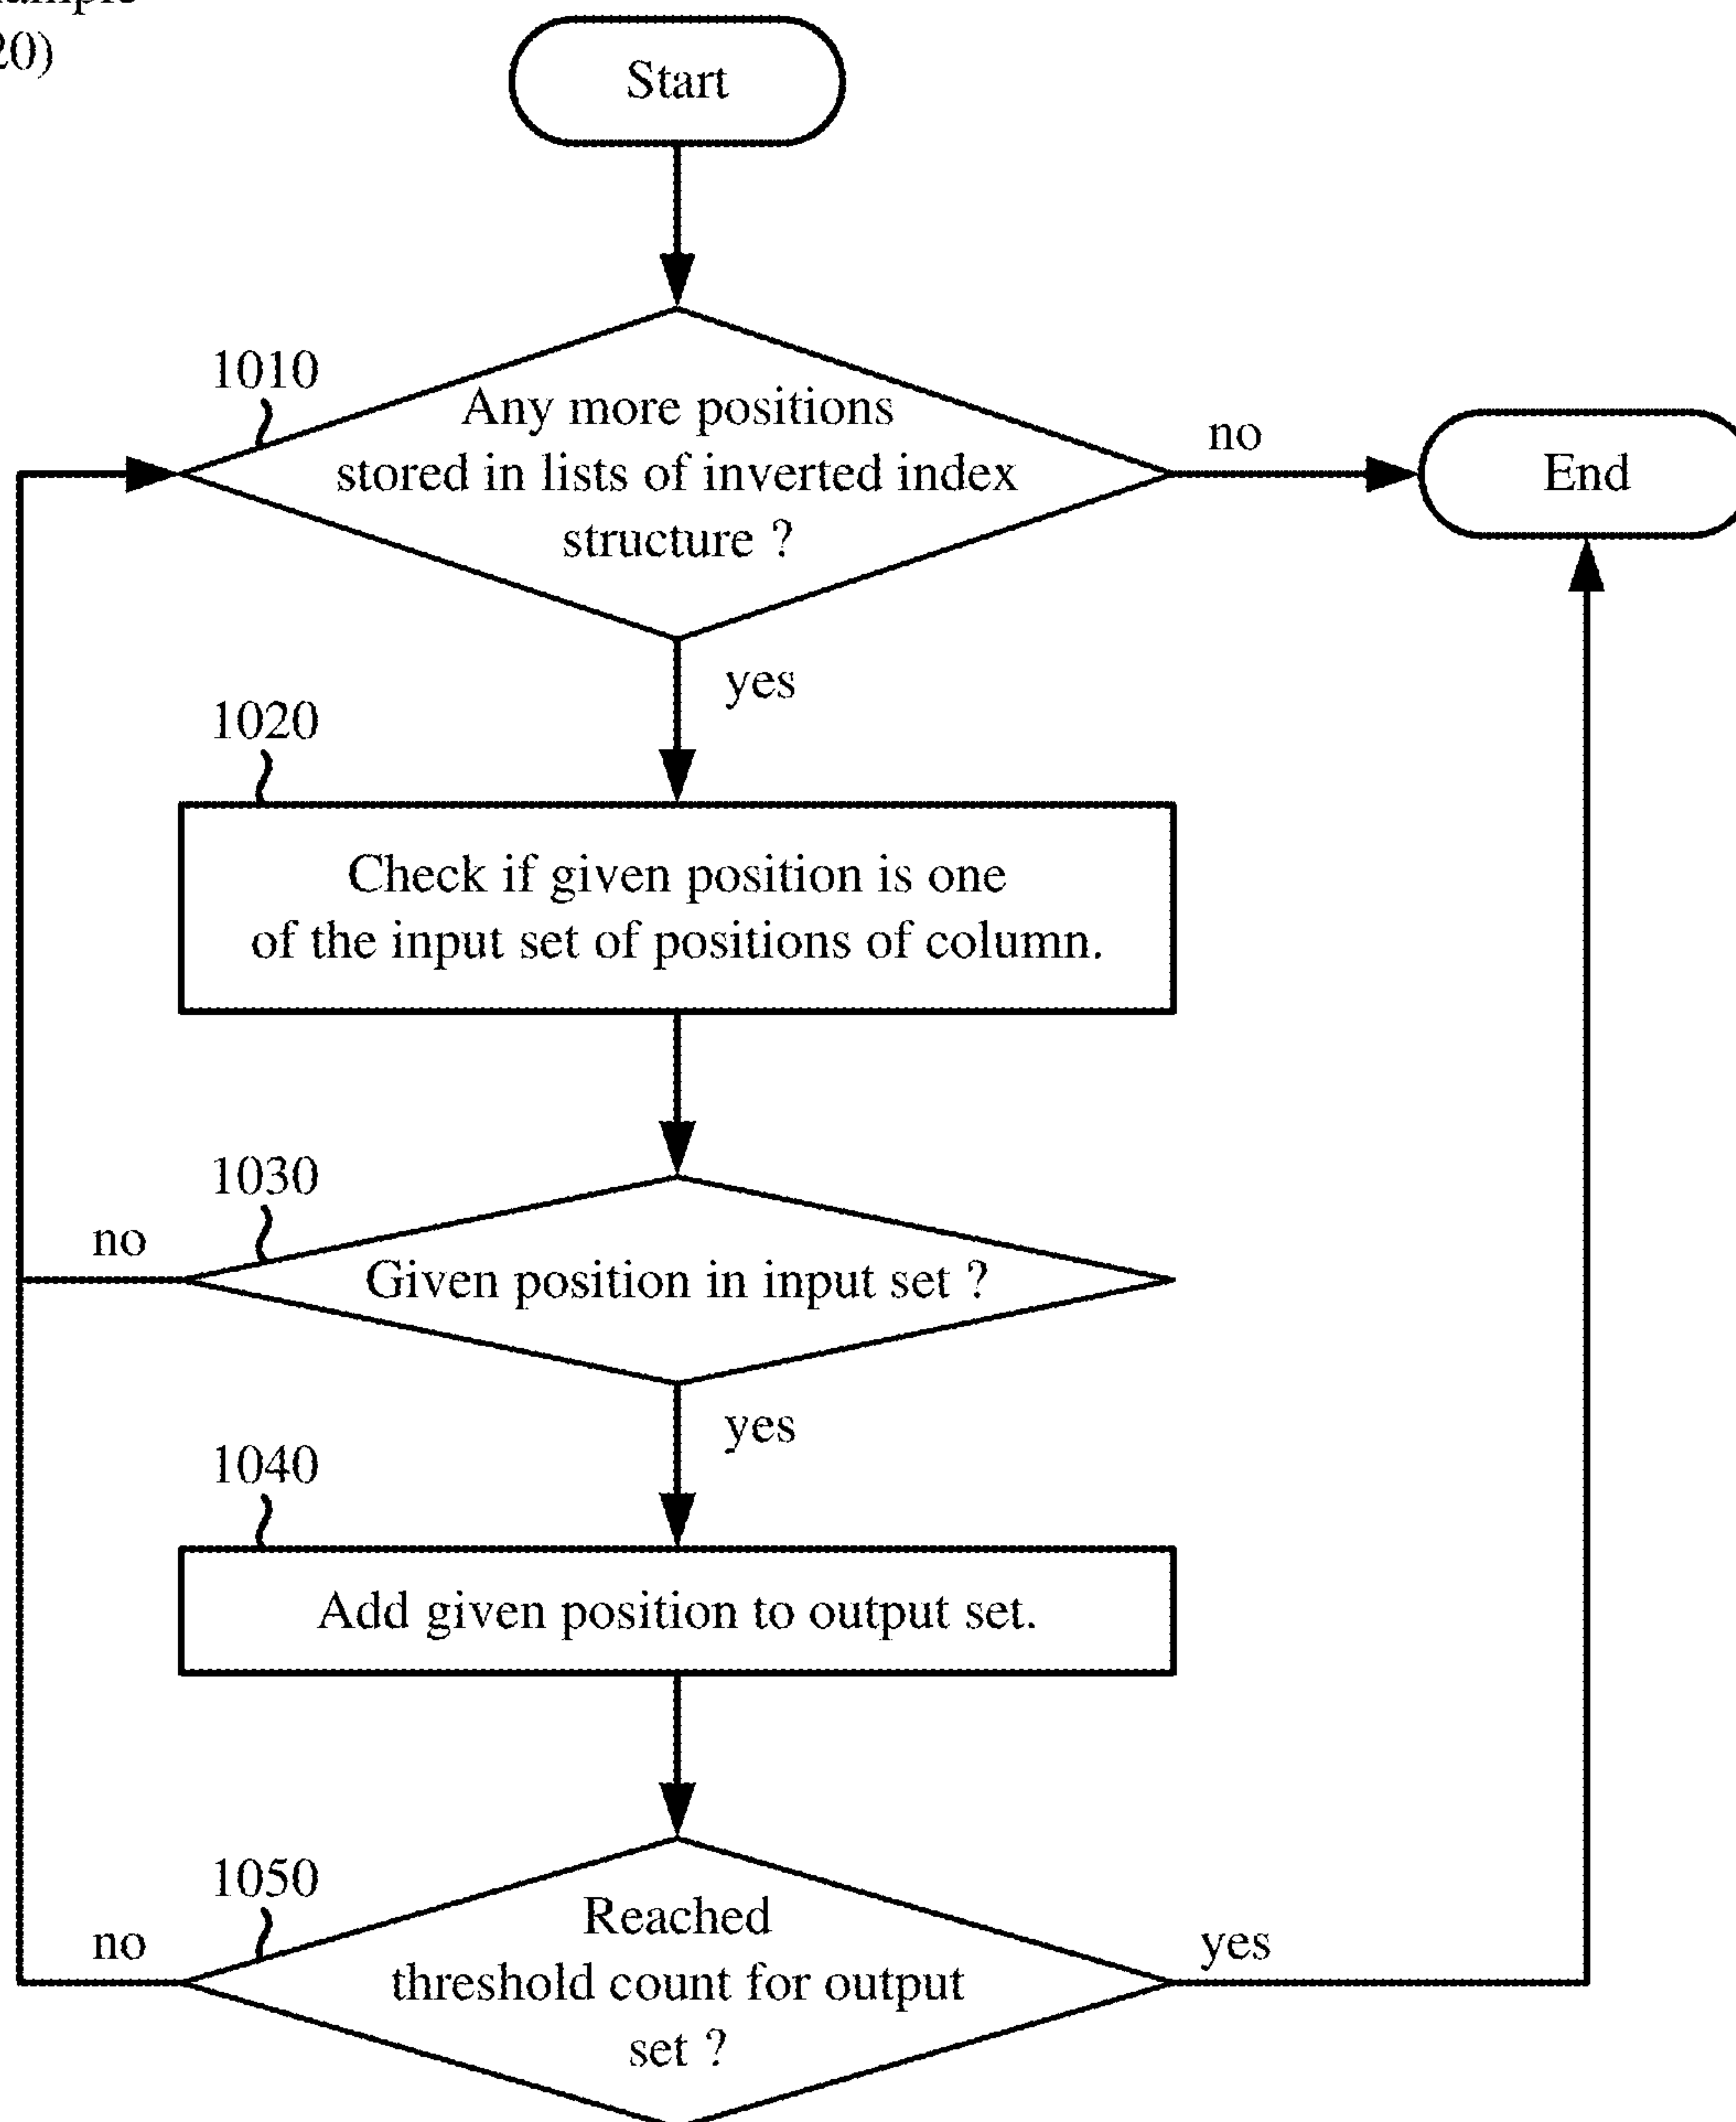 Start
1010
Any more positions
stored in lists of inverted index
structure ?
no
End
yes
1020
Check if given position is one
of the input set of positions of column.
1030
no
Given position in input set ?
yes
1040
Add given position to output set.
1050
no
Reached
threshold count for output
set ?
yes